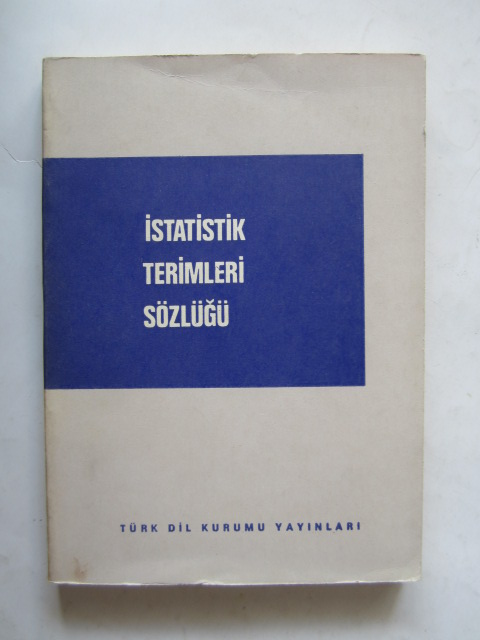 İSTATİSTİK
TERİMLERİ
SÖZLÜĞÜ
TÜRK DİL KURUMU YAYINLARI